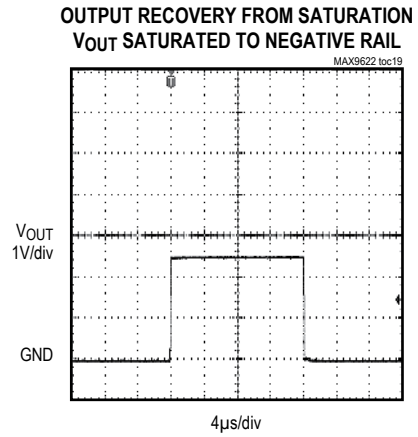 OUTPUT RECOVERY FROM SATURATION
VOUT SATURATED TO NEGATIVE RAIL
MAX9622 toc19
T
VOUT
1V/div
GND
4µs/div